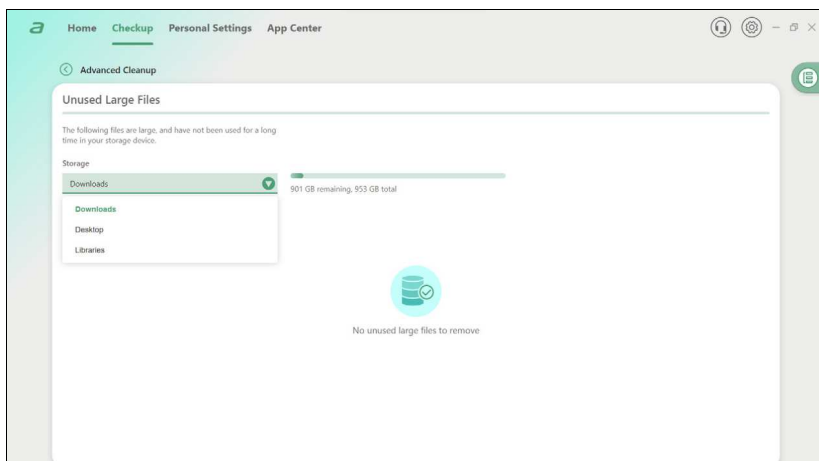 a Home Checkup Personal Settings App Center
Advanced Cleanup
Unused Large Files
The following files are large, and have not been used for a long
time in your storage device.
Storage
Downloads
901 GB remaining, 953 GB total
Downloads
Desktop
Libraries
No unused large files to remove